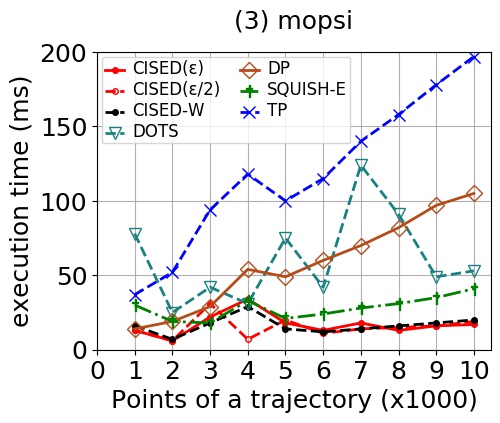 (3) mopsi
200
150
100
50
0
execution time (ms)
CISED(ε)
CISED(ε/2)
CISED-W
DOTS
DP
SQUISH-E
TP
0 1 2 3 4 5 6 7 8 9 10
Points of a trajectory (x1000)